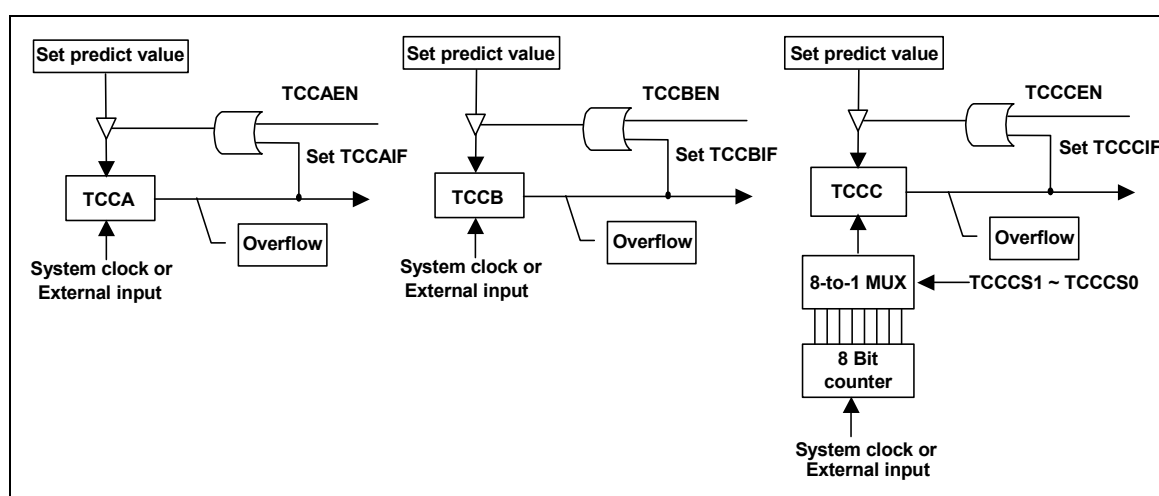 Set predict value
TCCAEN
Set TCCAIF
TCCA
Overflow
System clock or
External input
Set predict value
TCCBEN
Set TCCBIF
TCCB
Overflow
System clock or
External input
Set predict value
TCCCEN
Set TCCCIF
TCCC
Overflow
8-to-1 MUX
TCCCS1 ~ TCCCS0
8 Bit
counter
System clock or
External input